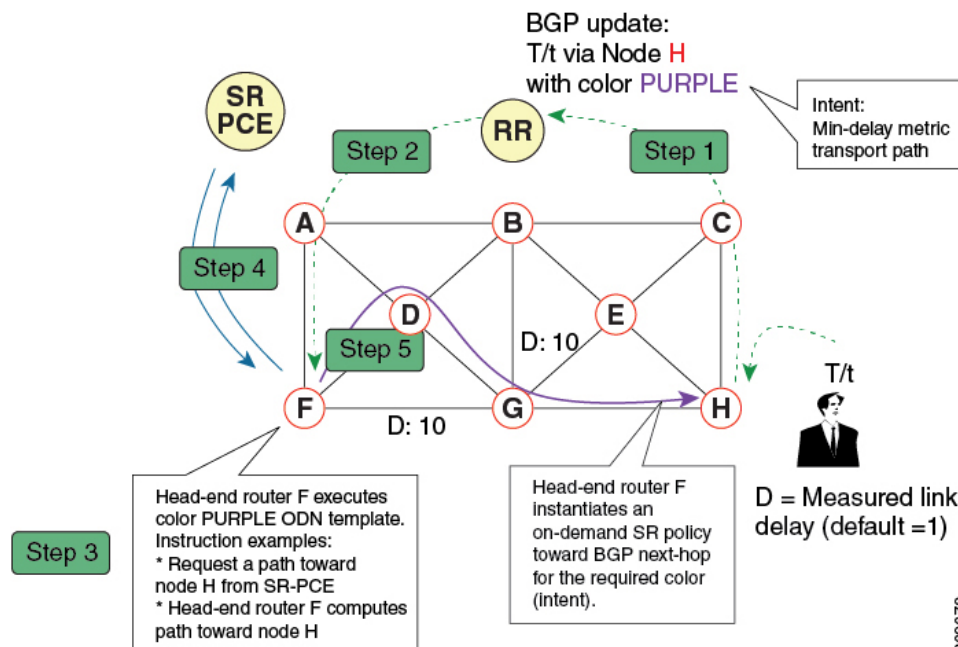 BGP update:
T/t via Node H
with color PURPLE
SR
PCE
RR
Intent:
Min-delay metric
transport path
Step 2
Step 1
A
B
C
Step 4
D
E
Step 5
D: 10
T/t
F
G
H
D: 10
Head-end router F executes
color PURPLE ODN template.
Instruction examples:
* Request a path toward
node H from SR-PCE
* Head-end router F computes
path toward node H
Head-end router F
instantiates an
on-demand SR policy
toward BGP next-hop
for the required color
(intent).
D = Measured link
delay (default =1)
Step 3